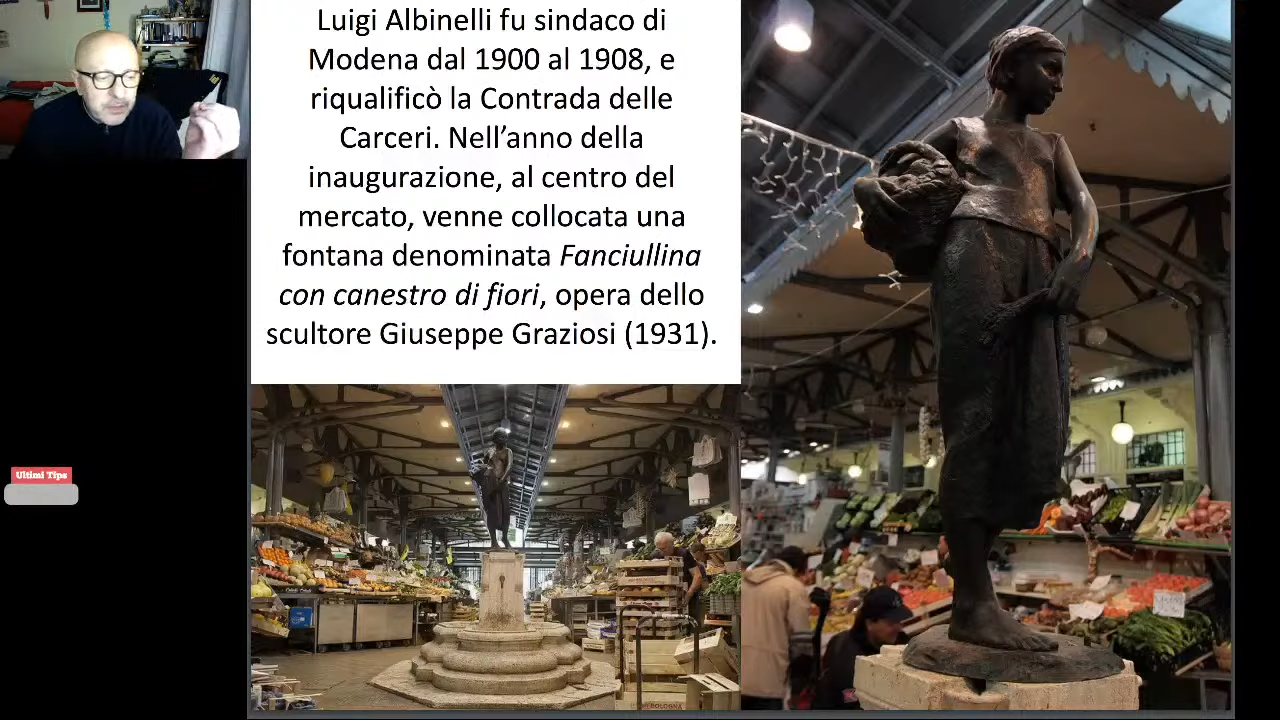 Luigi Albinelli fu sindaco di
Modena dal 1900 al 1908, e
riqualificò la Contrada delle
Carceri. Nell’anno della
inaugurazione, al centro del
mercato, venne collocata una
fontana denominata Fanciullina
con canestro di fiori, opera dello
scultore Giuseppe Graziosi (1931).
Ultimi Tips